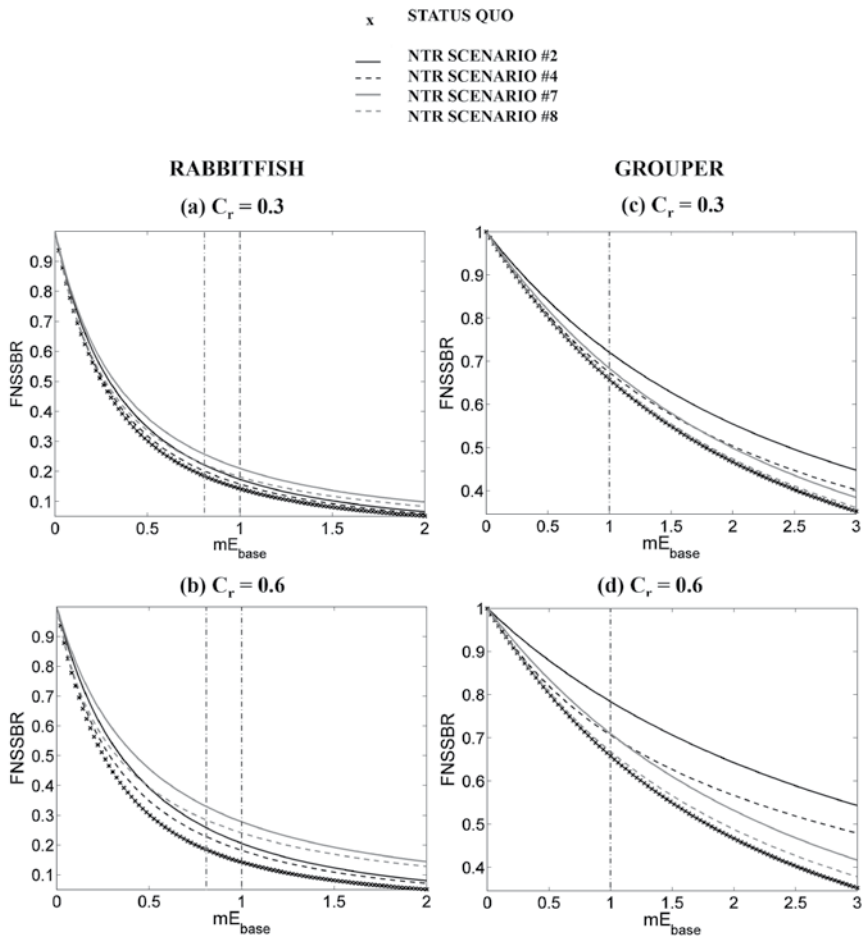 x STATUS QUO
NTR SCENARIO #2
NTR SCENARIO #4
NTR SCENARIO #7
NTR SCENARIO #8
RABBITFISH
GROUPER
(a) Cr = 0.3
FNSSBR
0.9
0.8
0.7
0.6
0.5
0.4
0.3
0.2
0.1
0 0.5 1 1.5 2
mEbase
(c) Cr = 0.3
FNSSBR
1
0.9
0.8
0.7
0.6
0.5
0.4
0 0.5 1 1.5 2 2.5 3
mEbase
(b) Cr = 0.6
FNSSBR
0.9
0.8
0.7
0.6
0.5
0.4
0.3
0.2
0.1
0 0.5 1 1.5 2
mEbase
(d) Cr = 0.6
FNSSBR
1
0.9
0.8
0.7
0.6
0.5
0.4
0 0.5 1 1.5 2 2.5 3
mEbase